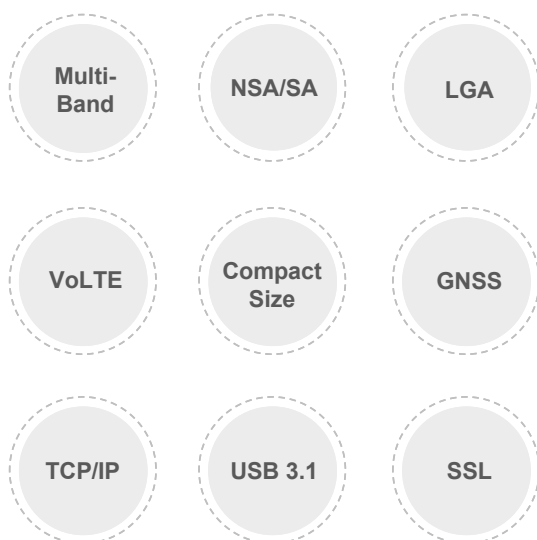 Multi-
Band
NSA/SA
LGA
VoLTE
Compact
Size
GNSS
TCP/IP
USB 3.1
SSL